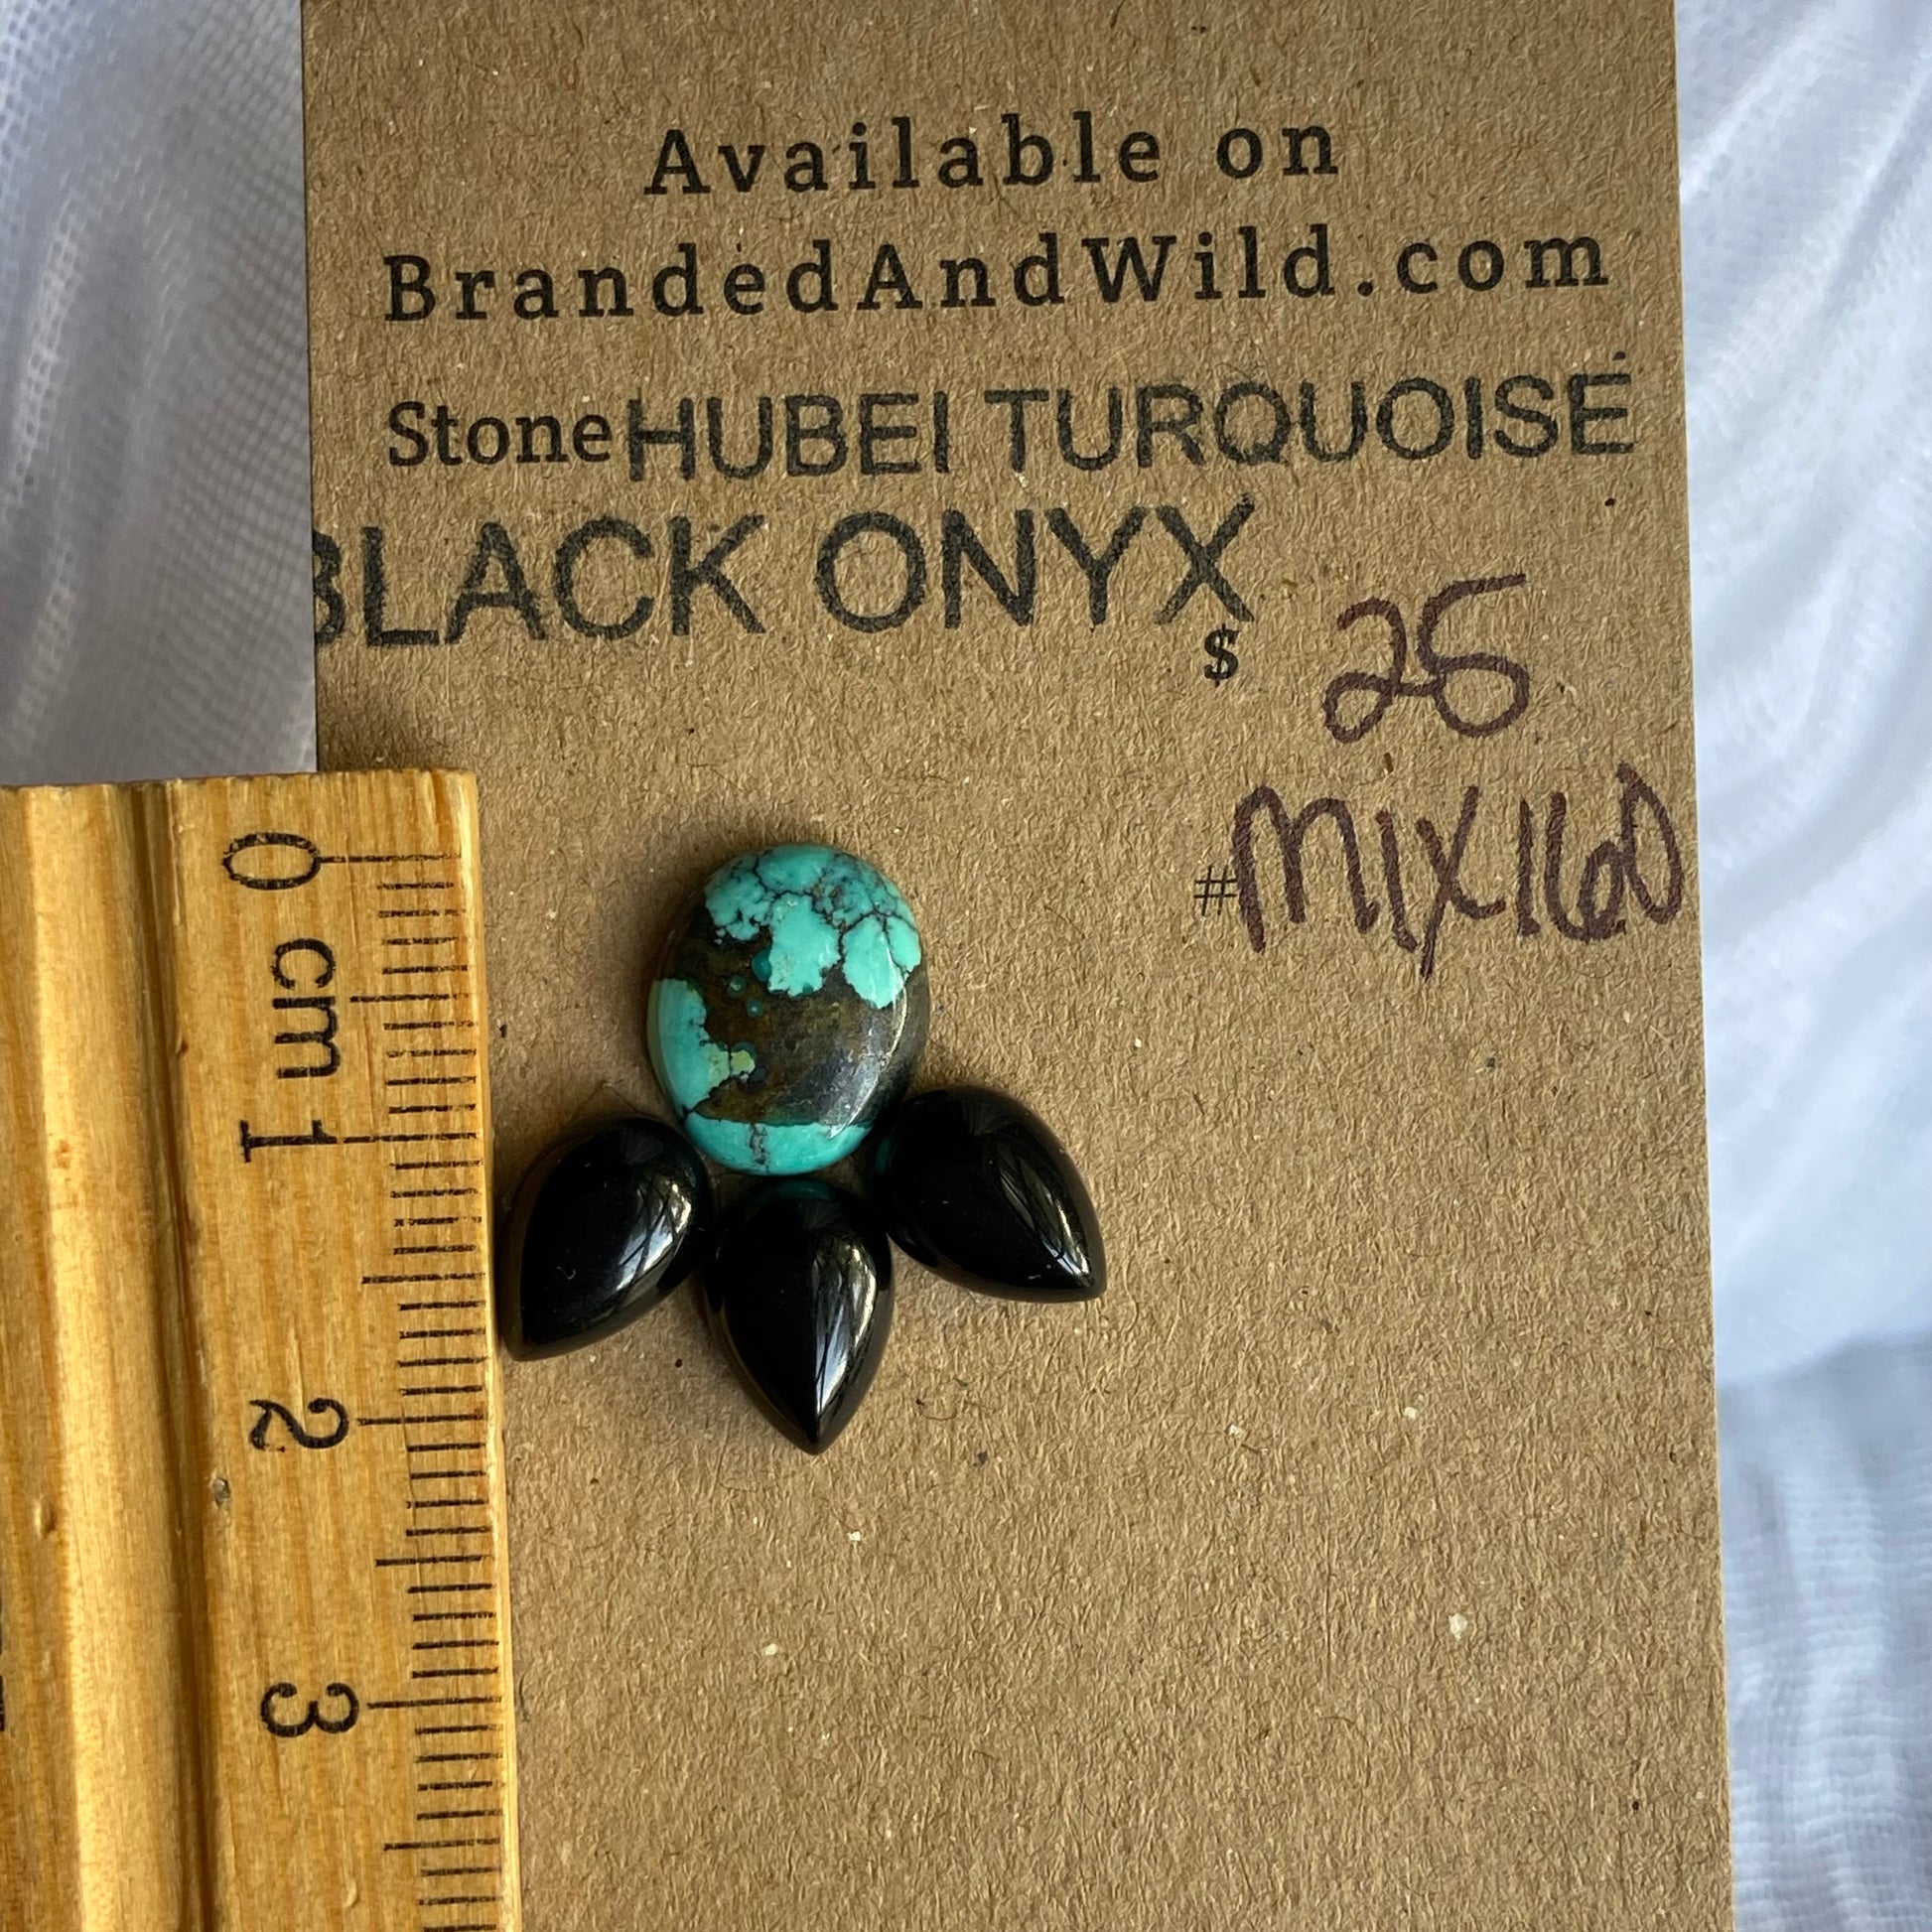 Available on
BrandedAndWild.com
Stone HUBEI TURQUOISE
BLACK ONYX
$ 25
#MIX160
0 cm 1 2 3